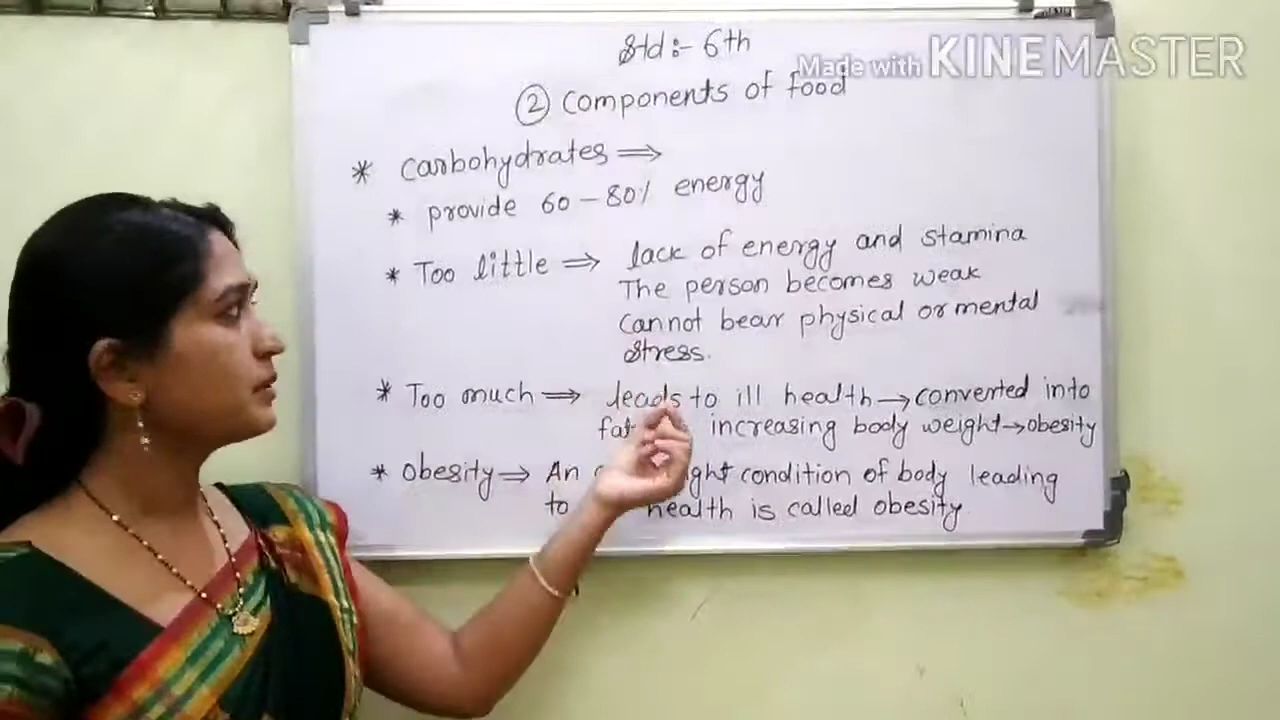 Std :- 6th
Made with KINEMASTER
② Components of food
* Carbohydrates ⟹
* provide 60 - 80% energy
* Too little ⟹ lack of energy and stamina
The person becomes weak
Cannot bear physical or mental
stress.
* Too much ⟹ leads to ill health → converted into
increasing body weight → obesity
* Obesity ⟹ An condition of body leading
to health is called obesity